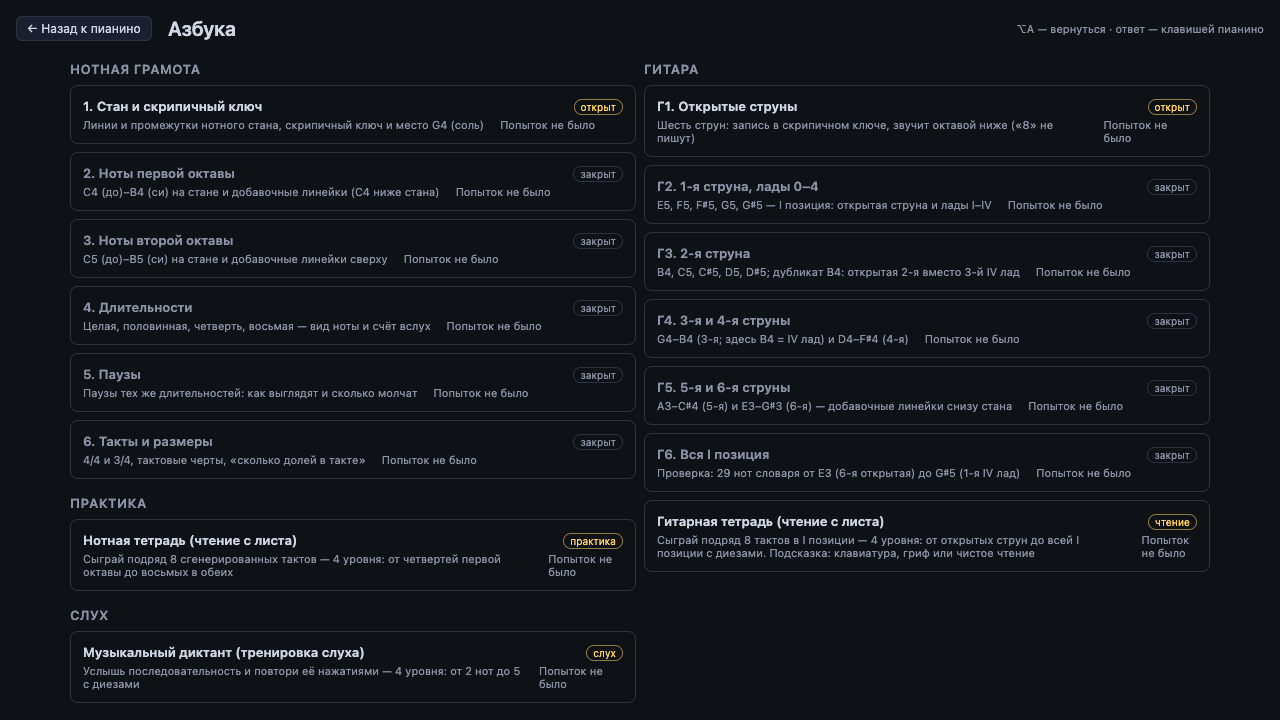 ← Назад к пианино
Азбука
⌥A — вернуться · ответ — клавишей пианино
НОТНАЯ ГРАМОТА
1. Стан и скрипичный ключ
открыт
Линии и промежутки нотного стана, скрипичный ключ и место G4 (соль) Попыток не было
2. Ноты первой октавы
закрыт
C4 (до)–B4 (си) на стане и добавочные линейки (C4 ниже стана) Попыток не было
3. Ноты второй октавы
закрыт
C5 (до)–B5 (си) на стане и добавочные линейки сверху Попыток не было
4. Длительности
закрыт
Целая, половинная, четверть, восьмая — вид ноты и счёт вслух Попыток не было
5. Паузы
закрыт
Паузы тех же длительностей: как выглядят и сколько молчат Попыток не было
6. Такты и размеры
закрыт
4/4 и 3/4, тактовые черты, «сколько долей в такте» Попыток не было
ПРАКТИКА
Нотная тетрадь (чтение с листа)
практика
Сыграй подряд 8 сгенерированных тактов — 4 уровня: от четвертей первой
октавы до восьмых в обеих
Попыток не
было
СЛУХ
Музыкальный диктант (тренировка слуха)
слух
Услышь последовательность и повтори её нажатиями — 4 уровня: от 2 нот до 5
с диезами
Попыток не
было
ГИТАРА
Г1. Открытые струны
открыт
Шесть струн: запись в скрипичном ключе, звучит октавой ниже («8» не
пишут)
Попыток не
было
Г2. 1-я струна, лады 0–4
закрыт
E5, F5, F♯5, G5, G♯5 — I позиция: открытая струна и лады I–IV Попыток не было
Г3. 2-я струна
закрыт
B4, C5, C♯5, D5, D♯5; дубликат B4: открытая 2-я вместо 3-й IV лад Попыток не было
Г4. 3-я и 4-я струны
закрыт
G4–B4 (3-я; здесь B4 = IV лад) и D4–F♯4 (4-я) Попыток не было
Г5. 5-я и 6-я струны
закрыт
A3–C♯4 (5-я) и E3–G♯3 (6-я) — добавочные линейки снизу стана Попыток не было
Г6. Вся I позиция
закрыт
Проверка: 29 нот словаря от E3 (6-я открытая) до G♯5 (1-я IV лад) Попыток не было
Гитарная тетрадь (чтение с листа)
чтение
Сыграй подряд 8 тактов в I позиции — 4 уровня: от открытых струн до всей I
позиции с диезами. Подсказка: клавиатура, гриф или чистое чтение
Попыток
не было